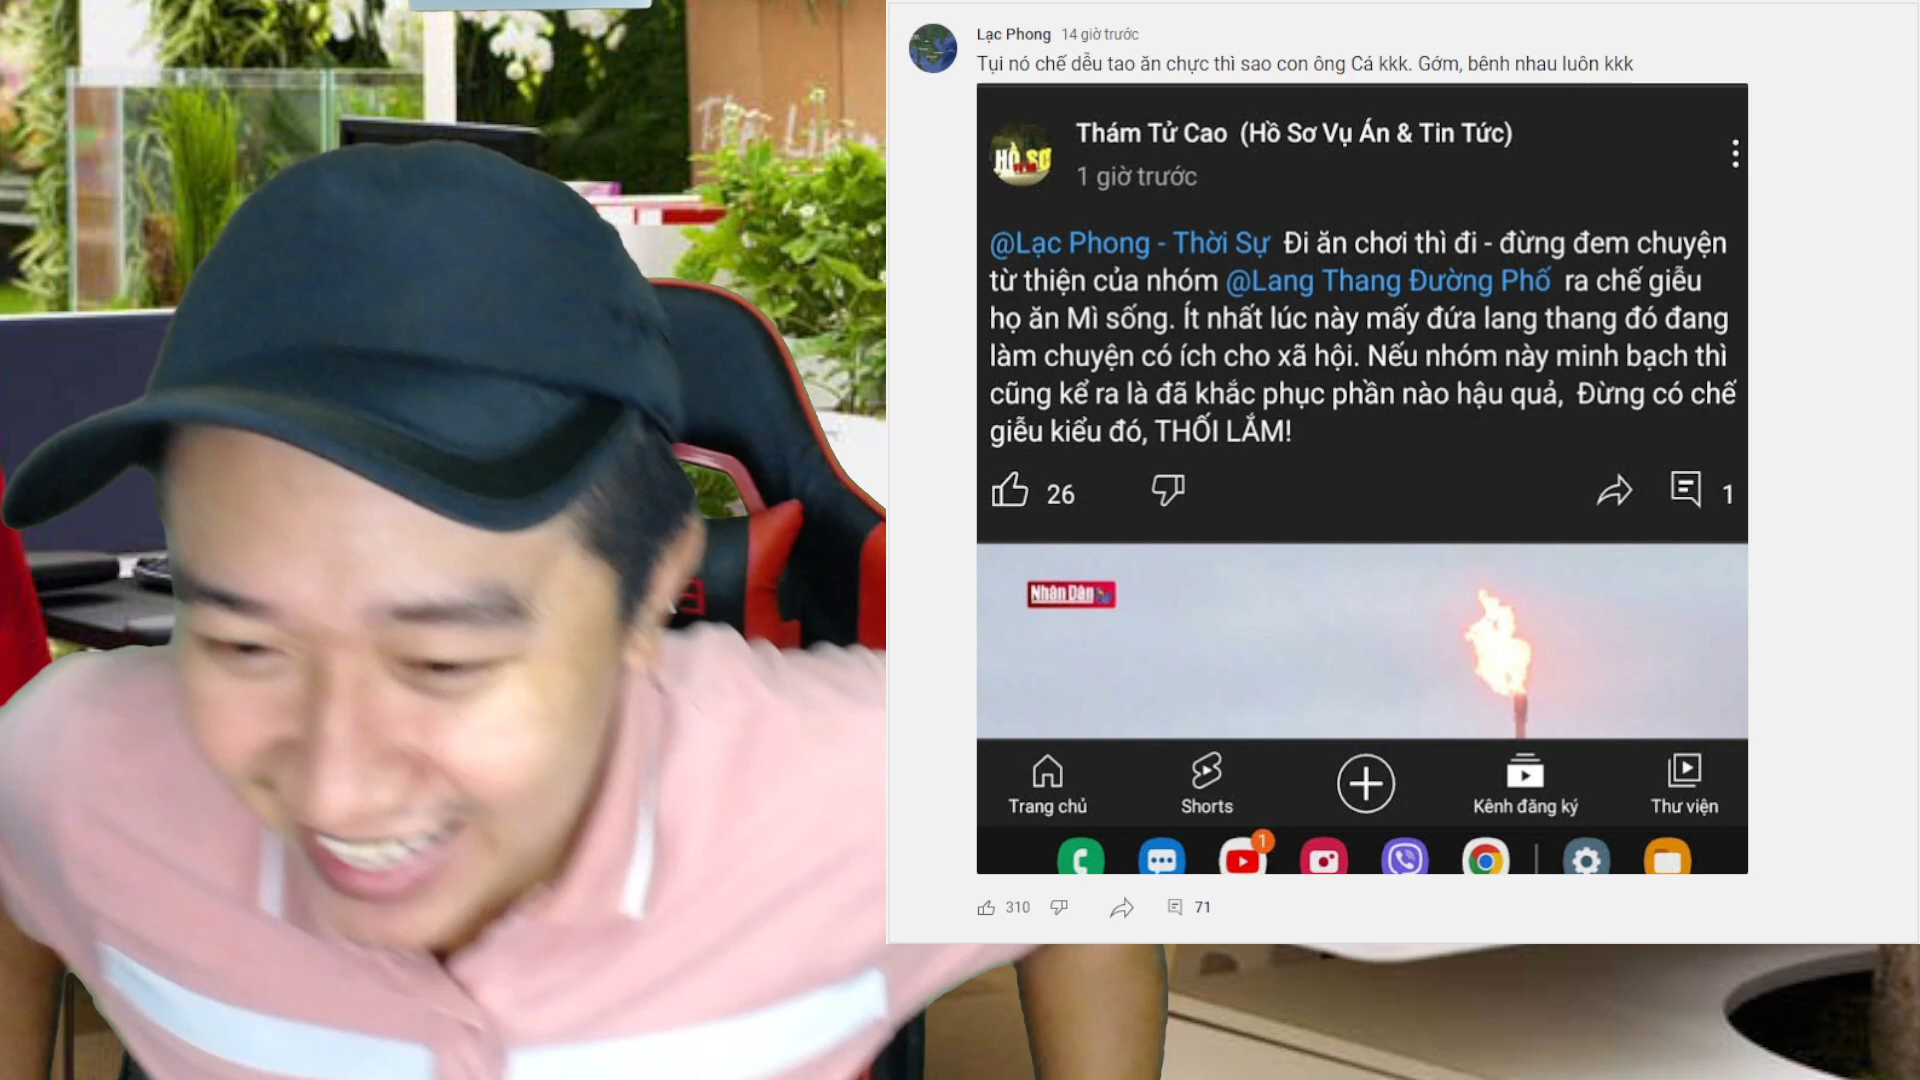 Lạc Phong 14 giờ trước
Tụi nó chế dễu tao ăn chực thì sao con ông Cá kkk. Gớm, bênh nhau luôn kkk
HỒ SƠ
Thám Tử Cao (Hồ Sơ Vụ Án & Tin Tức)
1 giờ trước
@Lạc Phong - Thời Sự Đi ăn chơi thì đi - đừng đem chuyện
từ thiện của nhóm @Lang Thang Đường Phố ra chế giễu
họ ăn Mì sống. Ít nhất lúc này mấy đứa lang thang đó đang
làm chuyện có ích cho xã hội. Nếu nhóm này minh bạch thì
cũng kể ra là đã khắc phục phần nào hậu quả, Đừng có chế
giễu kiểu đó, THỐI LẮM!
26 1
Nhân Dân
Trang chủ Shorts Kênh đăng ký Thư viện
1
310 71